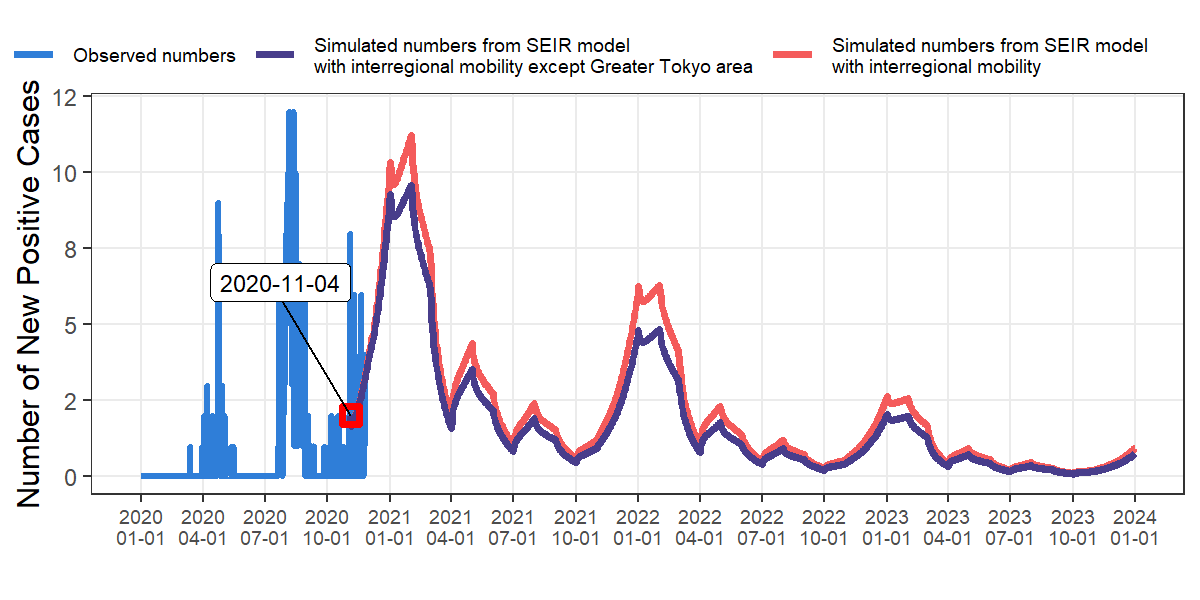 Observed numbers
Simulated numbers from SEIR model
with interregional mobility except Greater Tokyo area
Simulated numbers from SEIR model
with interregional mobility
Number of New Positive Cases
12
10
8
5
2
0
2020-11-04
2020 2020 2020 2020 2021 2021 2021 2021 2022 2022 2022 2022 2023 2023 2023 2023 2024
01-01 04-01 07-01 10-01 01-01 04-01 07-01 10-01 01-01 04-01 07-01 10-01 01-01 04-01 07-01 10-01 01-01